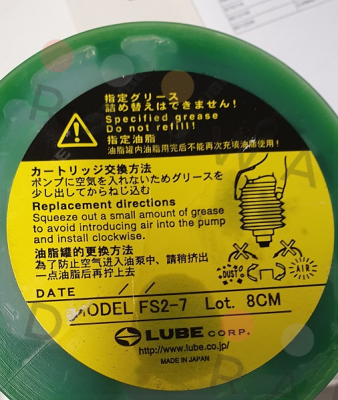 指定グリース
詰め替えはできません!
Specified grease
Do not refill!
指定油脂
油脂罐内油脂用完后不能再次充填油脂使用!
カートリッジ交換方法
ポンプに空気を入れないためグリースを
少し出してからねじ込む
Replacement directions
Squeeze out a small amount of grease
to avoid introducing air into the pump
and install clockwise.
油脂罐的更换方法
為了防止空气进入油泵中、請稍挤出
一点油脂后再拧上去
DUST
AIR
DATE / /
MODEL FS2-7 Lot. 8CM
LUBE CORP.
http://www.lube.co.jp
MADE IN JAPAN